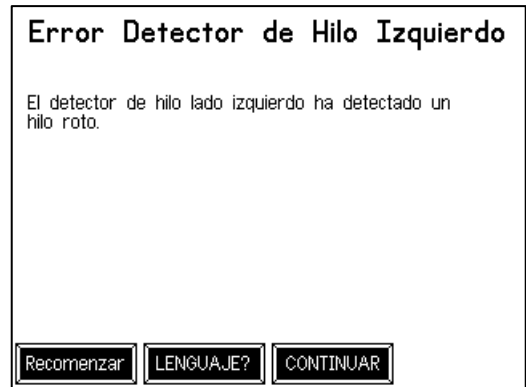 Error Detector de Hilo Izquierdo
El detector de hilo lado izquierdo ha detectado un
hilo roto.
Recomenzar LENGUAJE? CONTINUAR